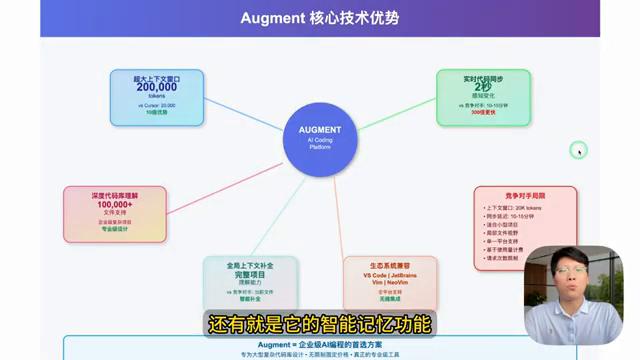 Augment 核心技术优势
超大上下文窗口
200,000
tokens
vs Cursor: 20,000
10倍优势
实时代码同步
2秒
感知变化
vs 竞争对手: 10-15分钟
300倍更快
AUGMENT
AI Coding
Platform
深度代码库理解
100,000+
文件支持
企业级复杂项目
专业级设计
竞争对手局限
• 上下文窗口: 20K tokens
• 同步延迟: 10-15分钟
• 适合小型项目
• 局部文件视野
• 单一平台支持
• 基于使用量计费
• 请求次数限制
全局上下文补全
完整项目
理解能力
vs 竞争对手: 当前文件
智能补全
生态系统兼容
VS Code | JetBrains
Vim | NeoVim
全平台支持
无缝集成
还有就是它的智能记忆功能
Augment = 企业级AI编程的首选方案
专为大型复杂代码库设计 • 无限制固定价格 • 真正的专业级工具